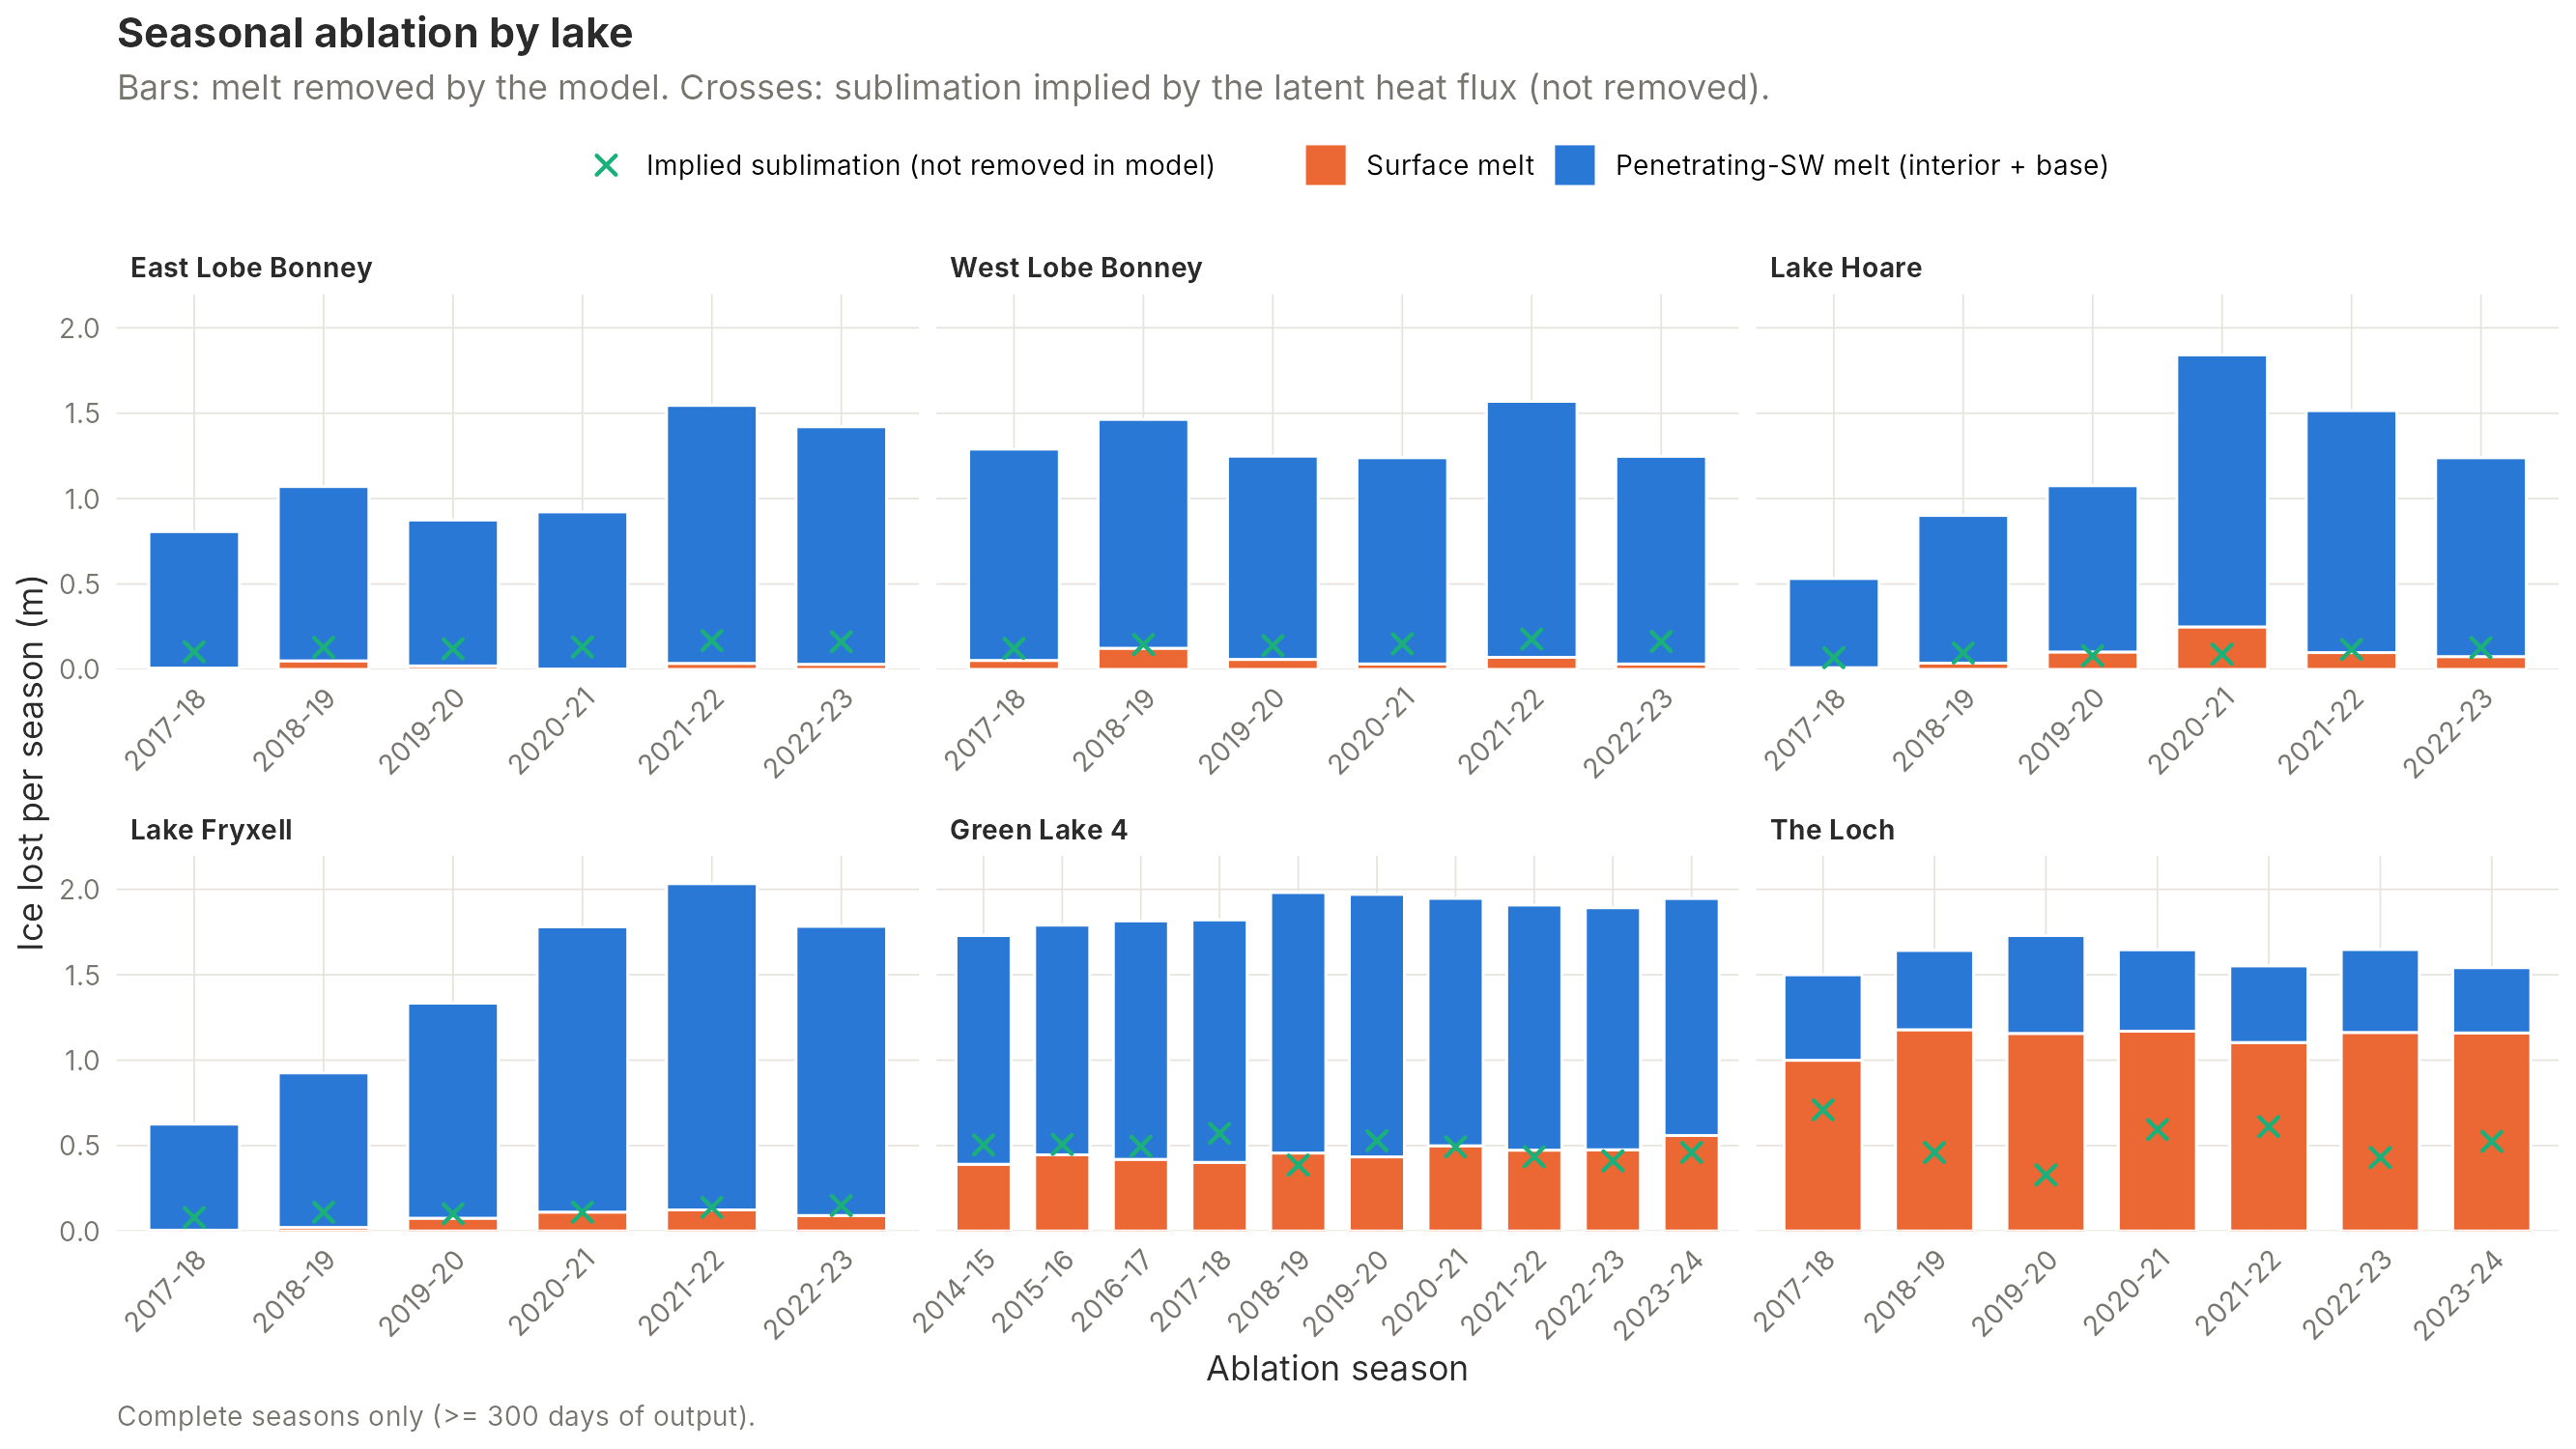 Seasonal ablation by lake
Bars: melt removed by the model. Crosses: sublimation implied by the latent heat flux (not removed).
Implied sublimation (not removed in model) Surface melt Penetrating-SW melt (interior + base)
Ice lost per season (m)
East Lobe Bonney
2.0
1.5
1.0
0.5
0.0
2017-18 2018-19 2019-20 2020-21 2021-22 2022-23
West Lobe Bonney
2017-18 2018-19 2019-20 2020-21 2021-22 2022-23
Lake Hoare
2017-18 2018-19 2019-20 2020-21 2021-22 2022-23
Lake Fryxell
2.0
1.5
1.0
0.5
0.0
2017-18 2018-19 2019-20 2020-21 2021-22 2022-23
Green Lake 4
2014-15 2015-16 2016-17 2017-18 2018-19 2019-20 2020-21 2021-22 2022-23 2023-24
The Loch
2017-18 2018-19 2019-20 2020-21 2021-22 2022-23 2023-24
Ablation season
Complete seasons only (>= 300 days of output).